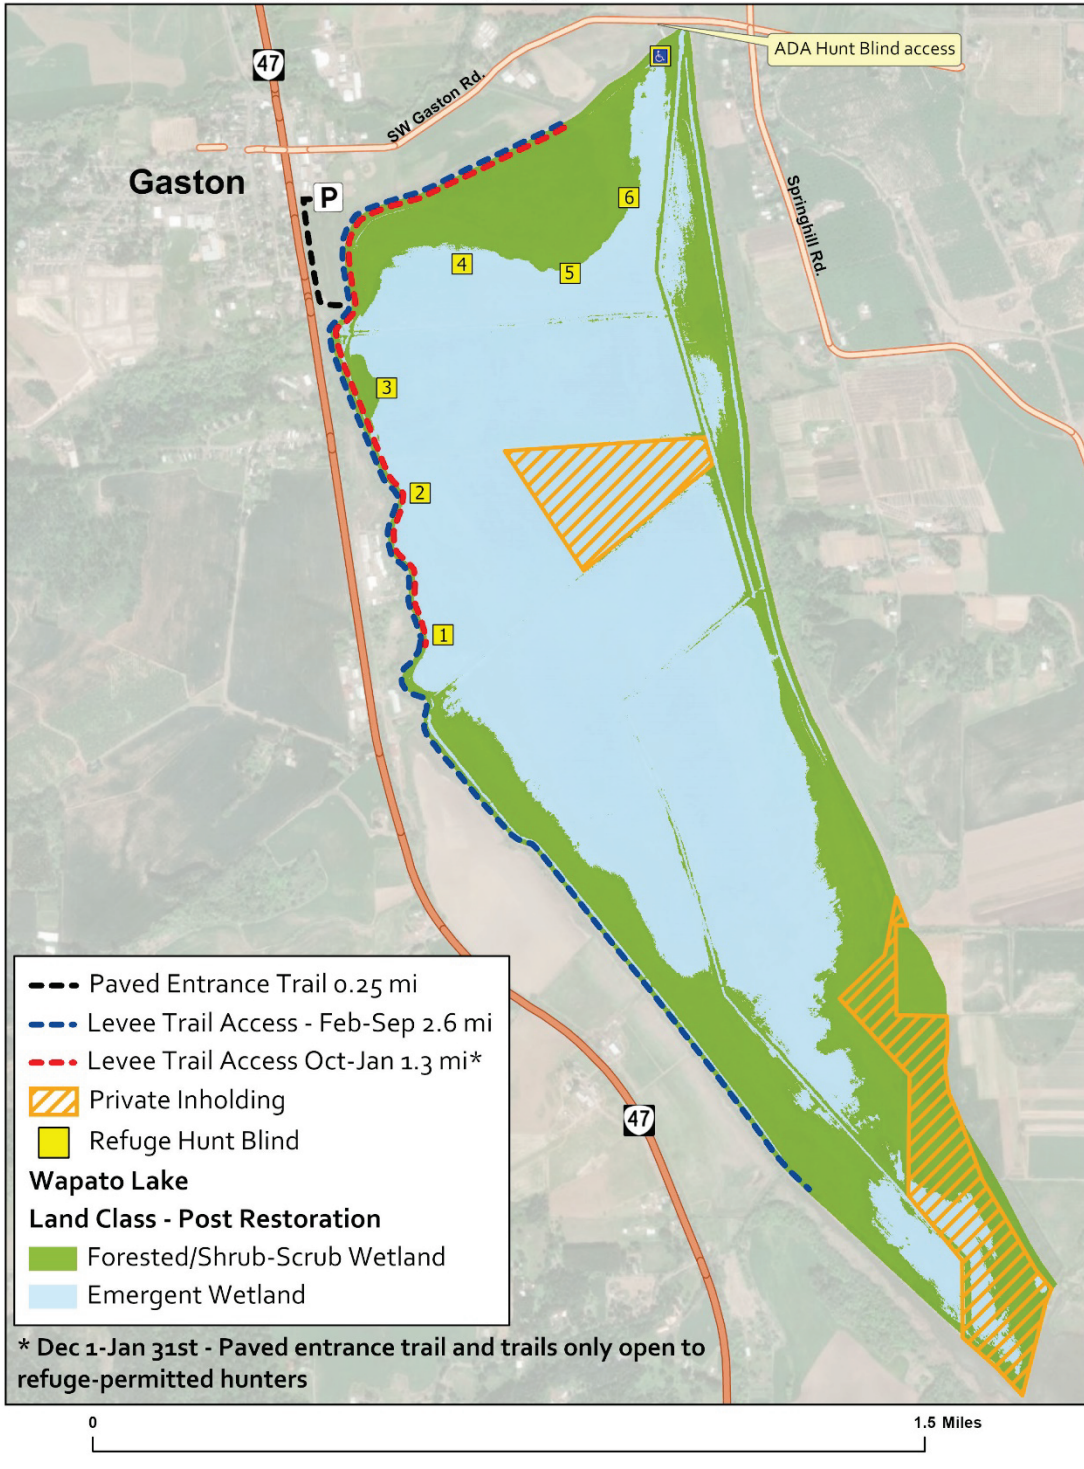 ADA Hunt Blind access
47
SW Gaston Rd.
Gaston
P
Springhill Rd.
6
4
5
3
2
1
Paved Entrance Trail 0.25 mi
Levee Trail Access - Feb-Sep 2.6 mi
Levee Trail Access Oct-Jan 1.3 mi*
Private Inholding
Refuge Hunt Blind
Wapato Lake
Land Class - Post Restoration
Forested/Shrub-Scrub Wetland
Emergent Wetland
47
* Dec 1-Jan 31st - Paved entrance trail and trails only open to
refuge-permitted hunters
0
1.5 Miles